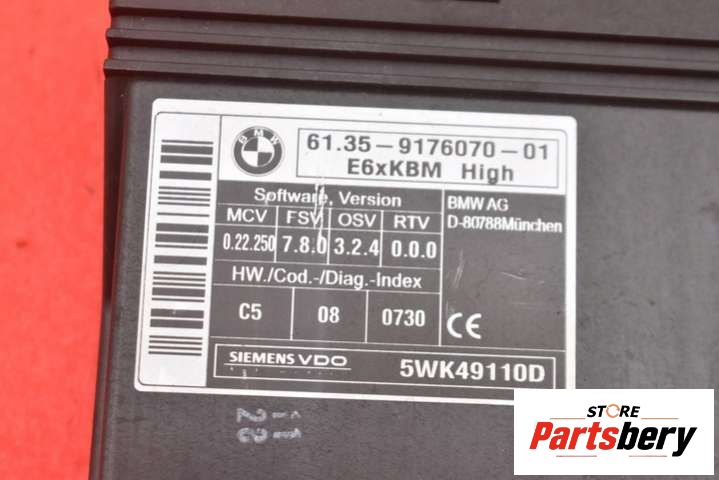 BMW
61.35-9176070-01
E6xKBM High
Software, Version
MCV FSV OSV RTV
0.22.250 7.8.0 3.2.4 0.0.0
HW./Cod.-/Diag.-Index
C5 08 0730
BMW AG
D-80788München
CE
SIEMENS VDO 5WK49110D
STORE
Partsbery